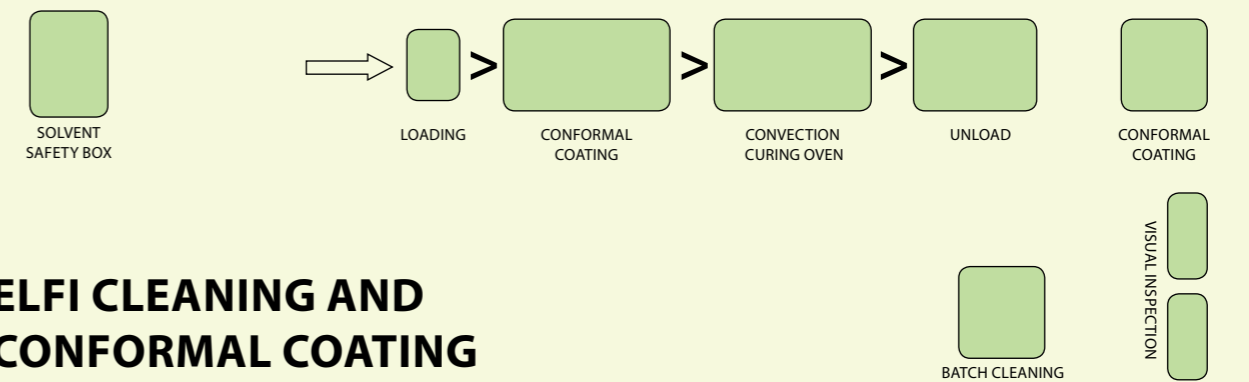 SOLVENT
SAFETY BOX
>
>
>
LOADING
CONFORMAL
COATING
CONVECTION
CURING OVEN
UNLOAD
CONFORMAL
COATING
VISUAL INSPECTION
ELFI CLEANING AND
CONFORMAL COATING
BATCH CLEANING